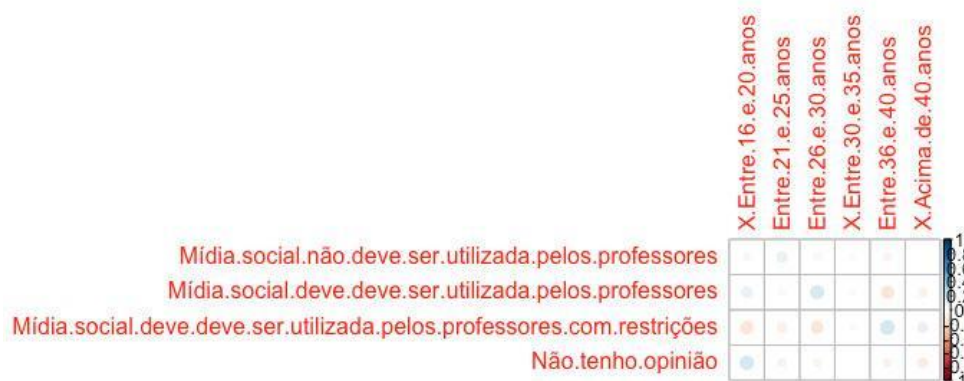 X.Entre.16.e.20.anos
Entre.21.e.25.anos
Entre.26.e.30.anos
X.Entre.30.e.35.anos
Entre.36.e.40.anos
X.Acima.de.40.anos
Mídia.social.não.deve.ser.utilizada.pelos.professores
Mídia.social.deve.deve.ser.utilizada.pelos.professores
Mídia.social.deve.deve.ser.utilizada.pelos.professores.com.restrições
Não.tenho.opinião